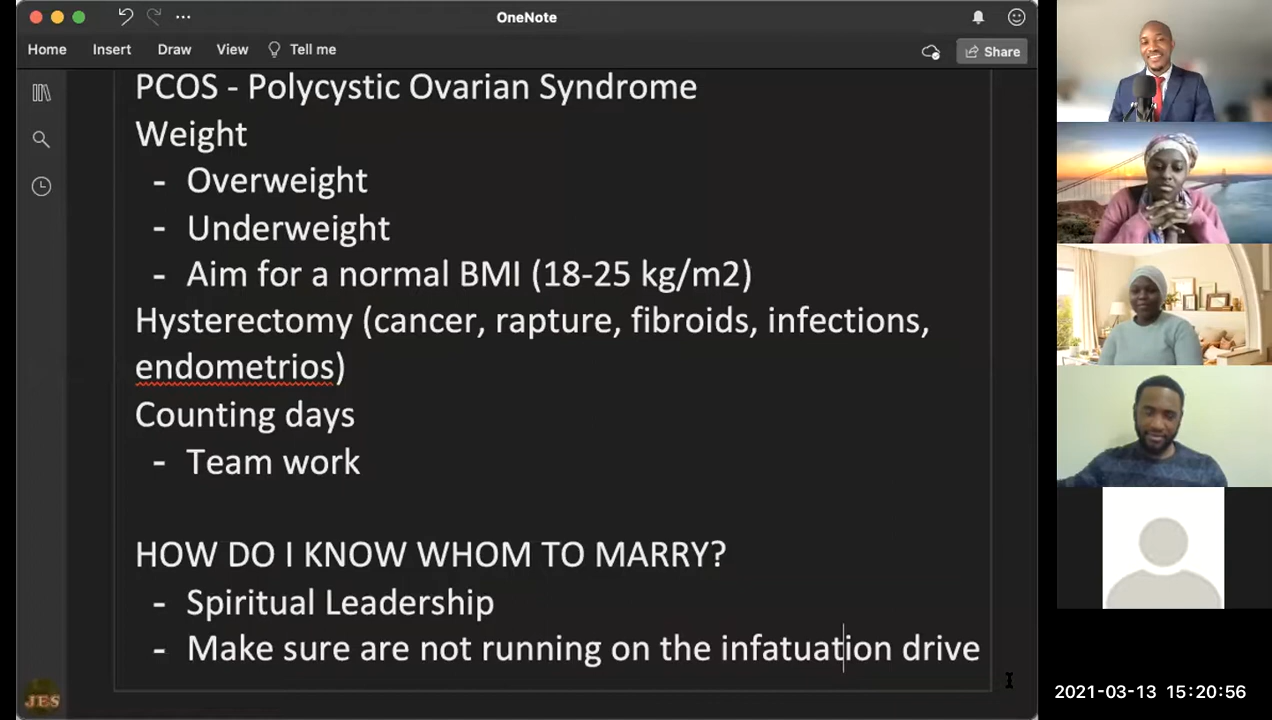 OneNote
Home Insert Draw View Tell me Share
PCOS - Polycystic Ovarian Syndrome
Weight
- Overweight
- Underweight
- Aim for a normal BMI (18-25 kg/m2)
Hysterectomy (cancer, rapture, fibroids, infections,
endometrios)
Counting days
- Team work
HOW DO I KNOW WHOM TO MARRY?
- Spiritual Leadership
- Make sure are not running on the infatuation drive
JES
2021-03-13 15:20:56